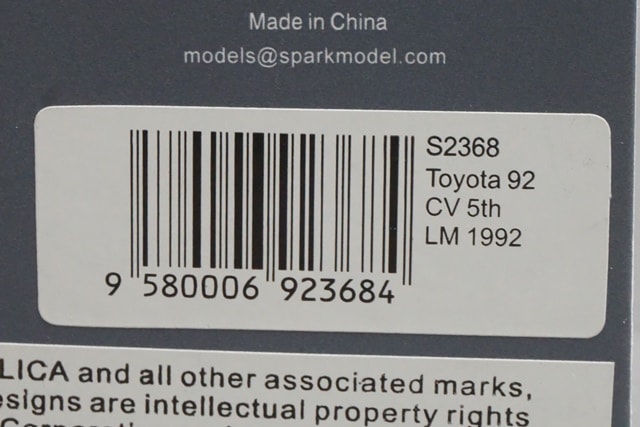 Made in China
models@sparkmodel.com
S2368
Toyota 92
CV 5th
LM 1992
9 580006 923684
LICA and all other associated marks,
esigns are intellectual property rights